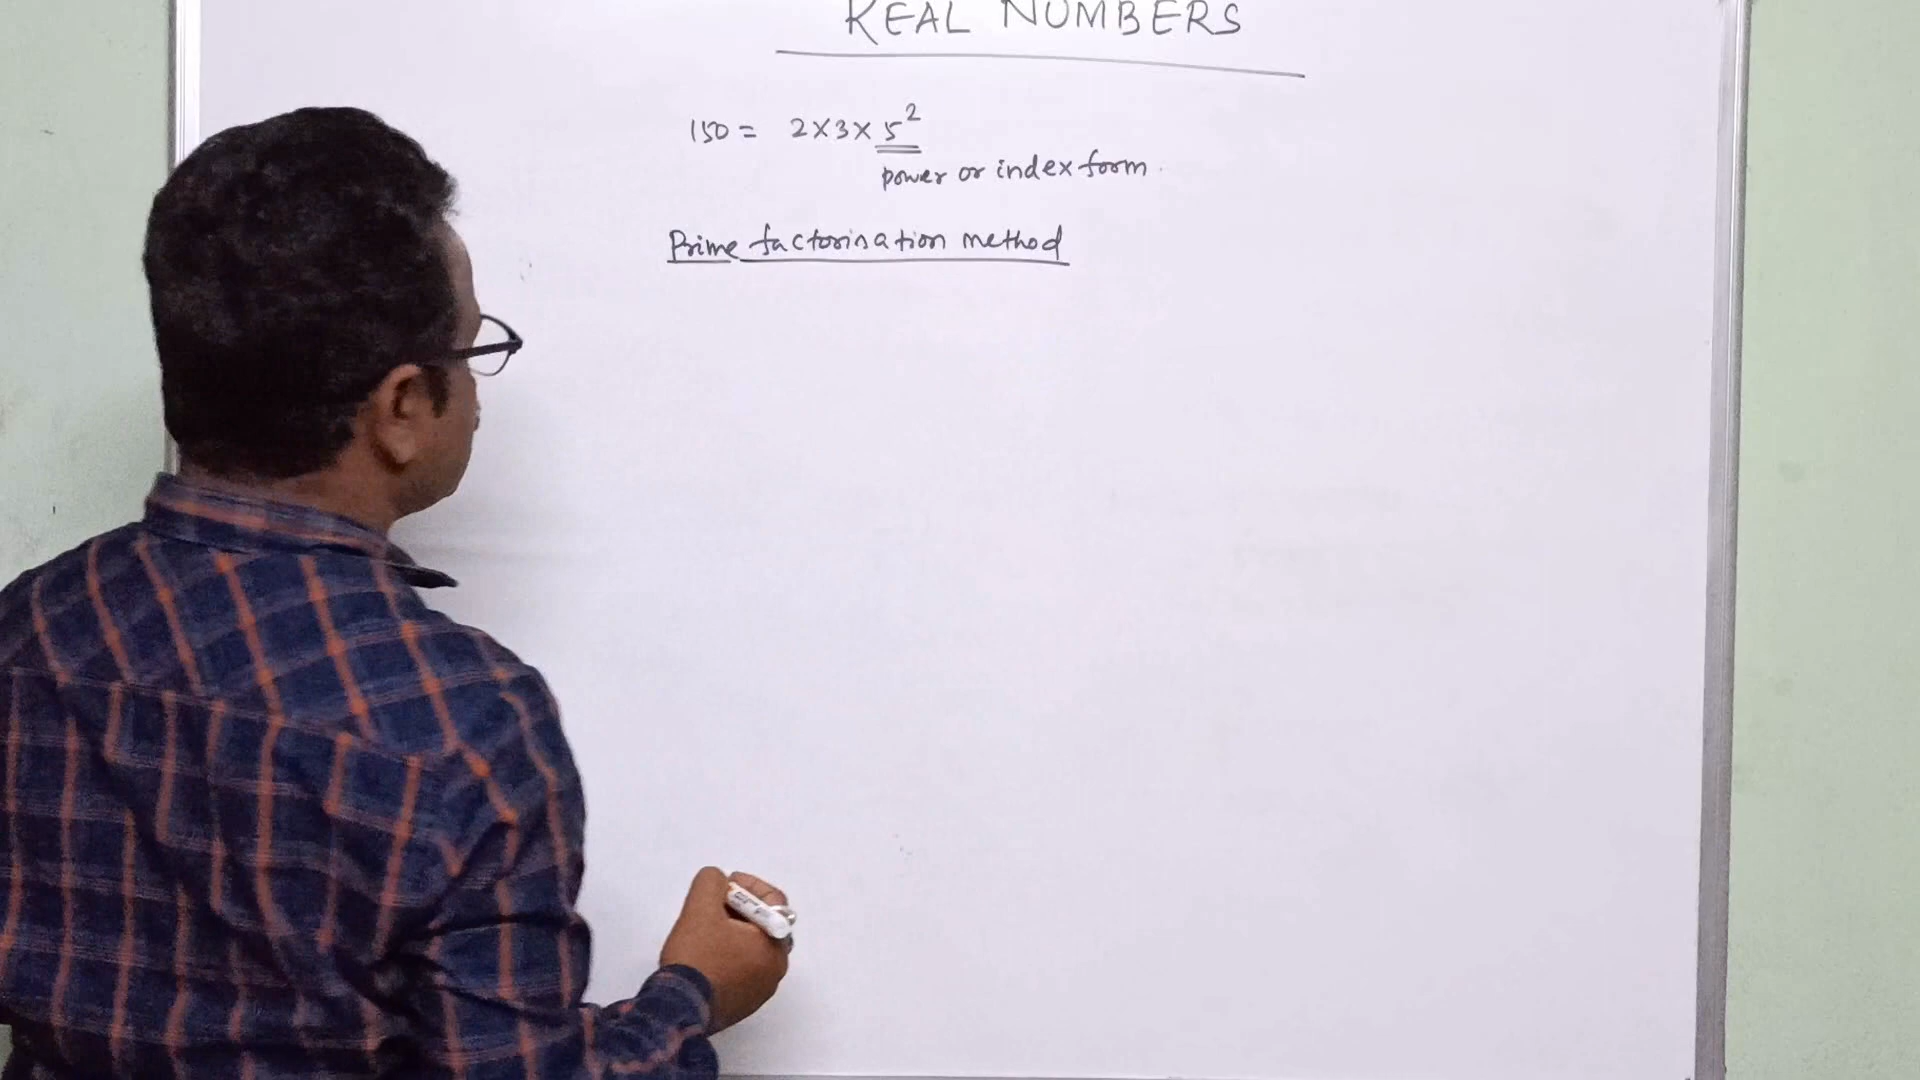 REAL NUMBERS
150 = 2×3×5²
power or index form.
Prime factorisation method